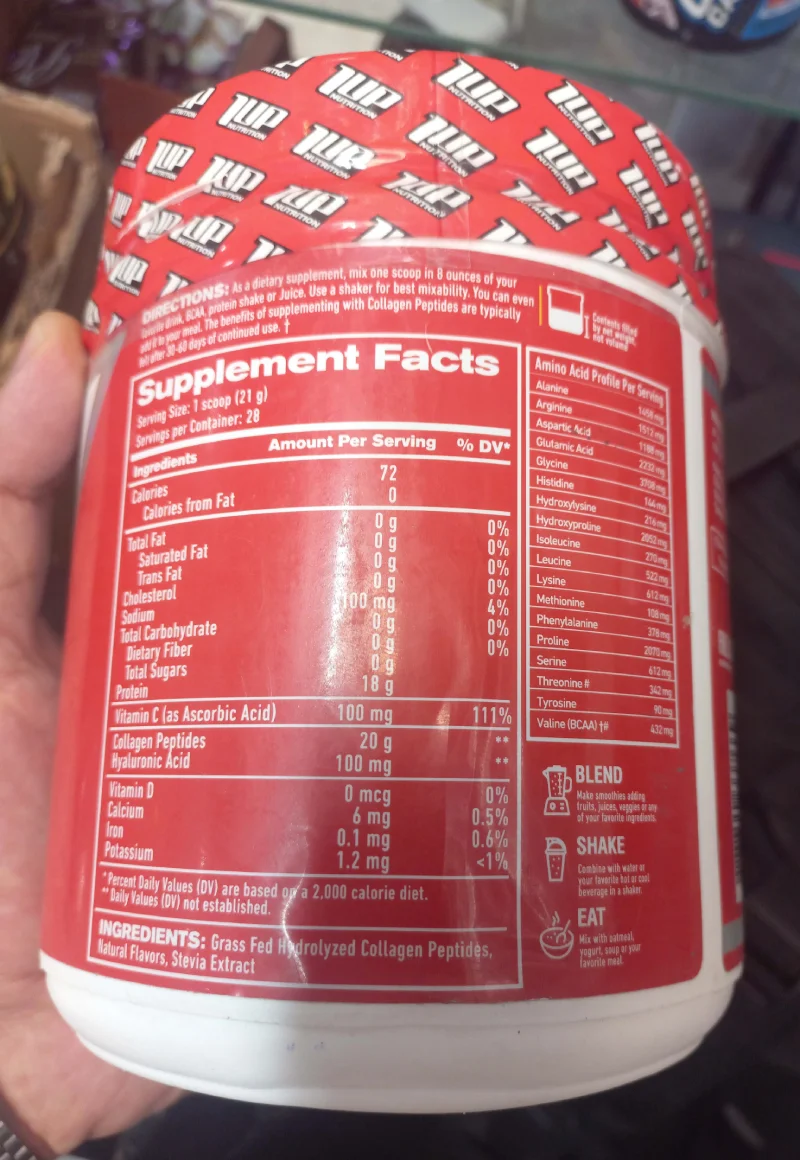 1UP
NUTRITION
DIRECTIONS: As a dietary supplement, mix one scoop in 8 ounces of your
favorite drink, BCAA, protein shake or Juice. Use a shaker for best mixability. You can even
add it to your meal. The benefits of supplementing with Collagen Peptides are typically
felt after 30-60 days of continued use. †
Contents filled
by net weight,
not volume
Supplement Facts
Serving Size: 1 scoop (21 g)
Servings per Container: 28
Ingredients Amount Per Serving % DV*
Calories 72
Calories from Fat 0
Total Fat 0 g 0%
Saturated Fat 0 g 0%
Trans Fat 0 g 0%
Cholesterol 0 g 0%
Sodium 100 mg 4%
Total Carbohydrate 0 g 0%
Dietary Fiber 0 g 0%
Total Sugars 0 g
Protein 18 g
Vitamin C (as Ascorbic Acid) 100 mg 111%
Collagen Peptides 20 g **
Hyaluronic Acid 100 mg **
Vitamin D 0 mcg 0%
Calcium 6 mg 0.5%
Iron 0.1 mg 0.6%
Potassium 1.2 mg <1%
* Percent Daily Values (DV) are based on a 2,000 calorie diet.
** Daily Values (DV) not established.
INGREDIENTS: Grass Fed Hydrolyzed Collagen Peptides,
Natural Flavors, Stevia Extract
Amino Acid Profile Per Serving
Alanine 1458 mg
Arginine 1512 mg
Aspartic Acid 1188 mg
Glutamic Acid 2232 mg
Glycine 3708 mg
Histidine 144 mg
Hydroxylysine 216 mg
Hydroxyproline 2052 mg
Isoleucine 270 mg
Leucine 522 mg
Lysine 612 mg
Methionine 108 mg
Phenylalanine 378 mg
Proline 2070 mg
Serine 612 mg
Threonine # 342 mg
Tyrosine 90 mg
Valine (BCAA) †# 432 mg
BLEND
Make smoothies adding
fruits, juices, veggies or any
of your favorite ingredients.
SHAKE
Combine with water or
your favorite hot or cool
beverage in a shaker.
EAT
Mix with oatmeal,
yogurt, soup or your
favorite meal.